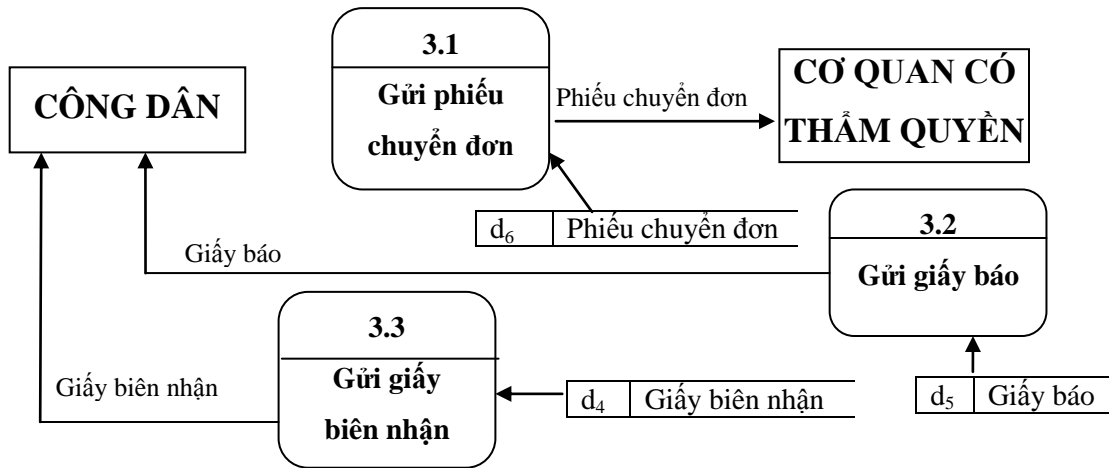 3.1
Gửi phiếu
chuyển đơn
CÔNG DÂN
Phiếu chuyển đơn
CƠ QUAN CÓ
THẨM QUYỀN
d6 Phiếu chuyển đơn
3.2
Gửi giấy báo
Giấy báo
3.3
Gửi giấy
biên nhận
Giấy biên nhận
d4 Giấy biên nhận
d5 Giấy báo